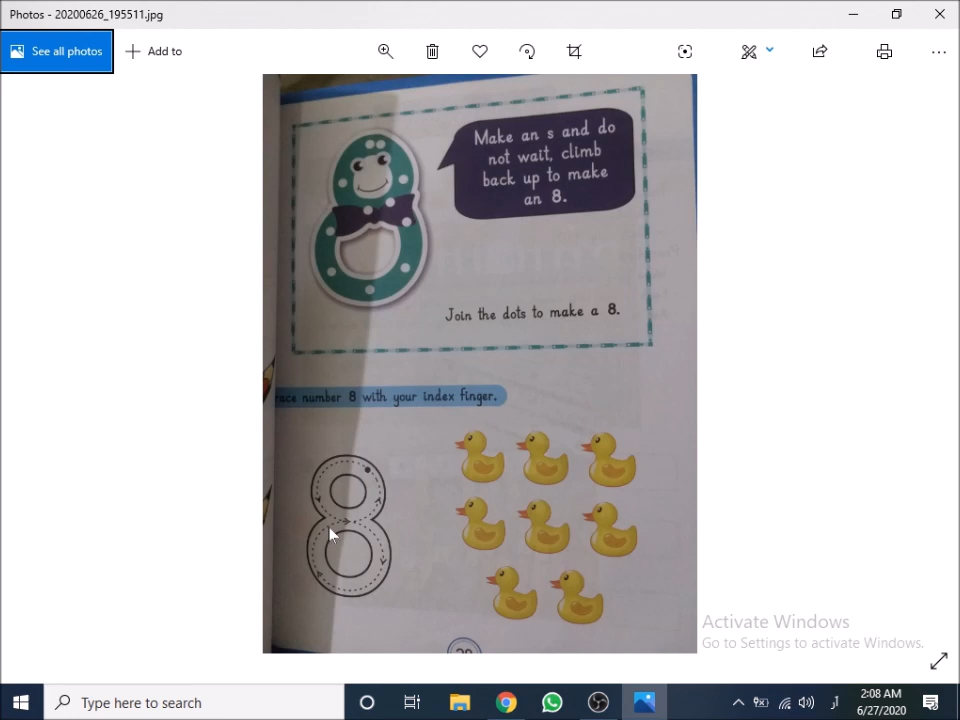 Photos - 20200626_195511.jpg
See all photos
Add to
Make an s and do
not wait, climb
back up to make
an 8.
Join the dots to make a 8.
race number 8 with your index finger.
8
Activate Windows
Go to Settings to activate Windows.
Type here to search
2:08 AM
6/27/2020